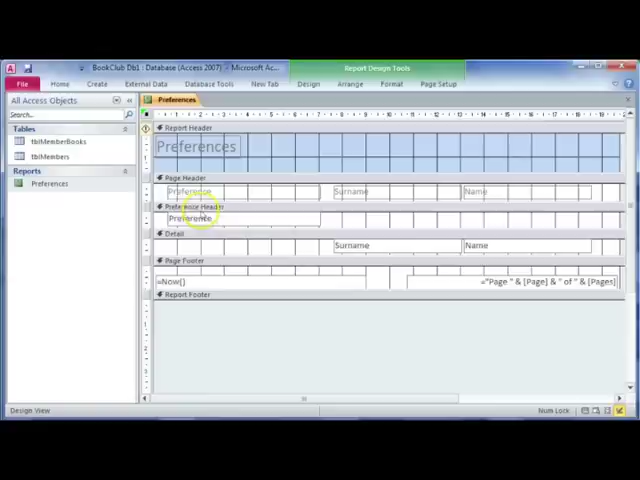 BookClub Db1 : Database (Access 2007) - Microsoft Ac...
Report Design Tools
File Home Create External Data Database Tools New Tab Design Arrange Format Page Setup
All Access Objects
Preferences
Search...
Tables
tblMemberBooks
tblMembers
Reports
Preferences
Report Header
Preferences
Page Header
Preference Surname Name
Preference Header
Preference
Detail
Surname Name
Page Footer
=Now() ="Page " & [Page] & " of " & [Pages]
Report Footer
Design View
Num Lock